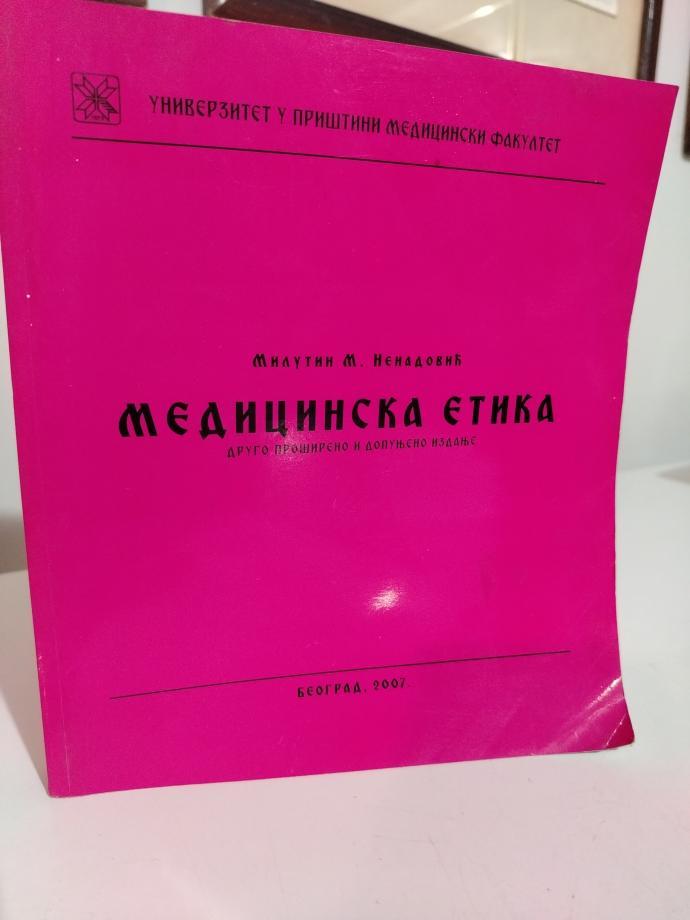 УНИВЕРЗИТЕТ У ПРИШТИНИ МЕДИЦИНСКИ ФАКУЛТЕТ
Милутин М. Ненадовић
МЕДИЦИНСКА ЕТИКА
ДРУГО ПРОШИРЕНО И ДОПУЊЕНО ИЗДАЊЕ
БЕОГРАД, 2007.